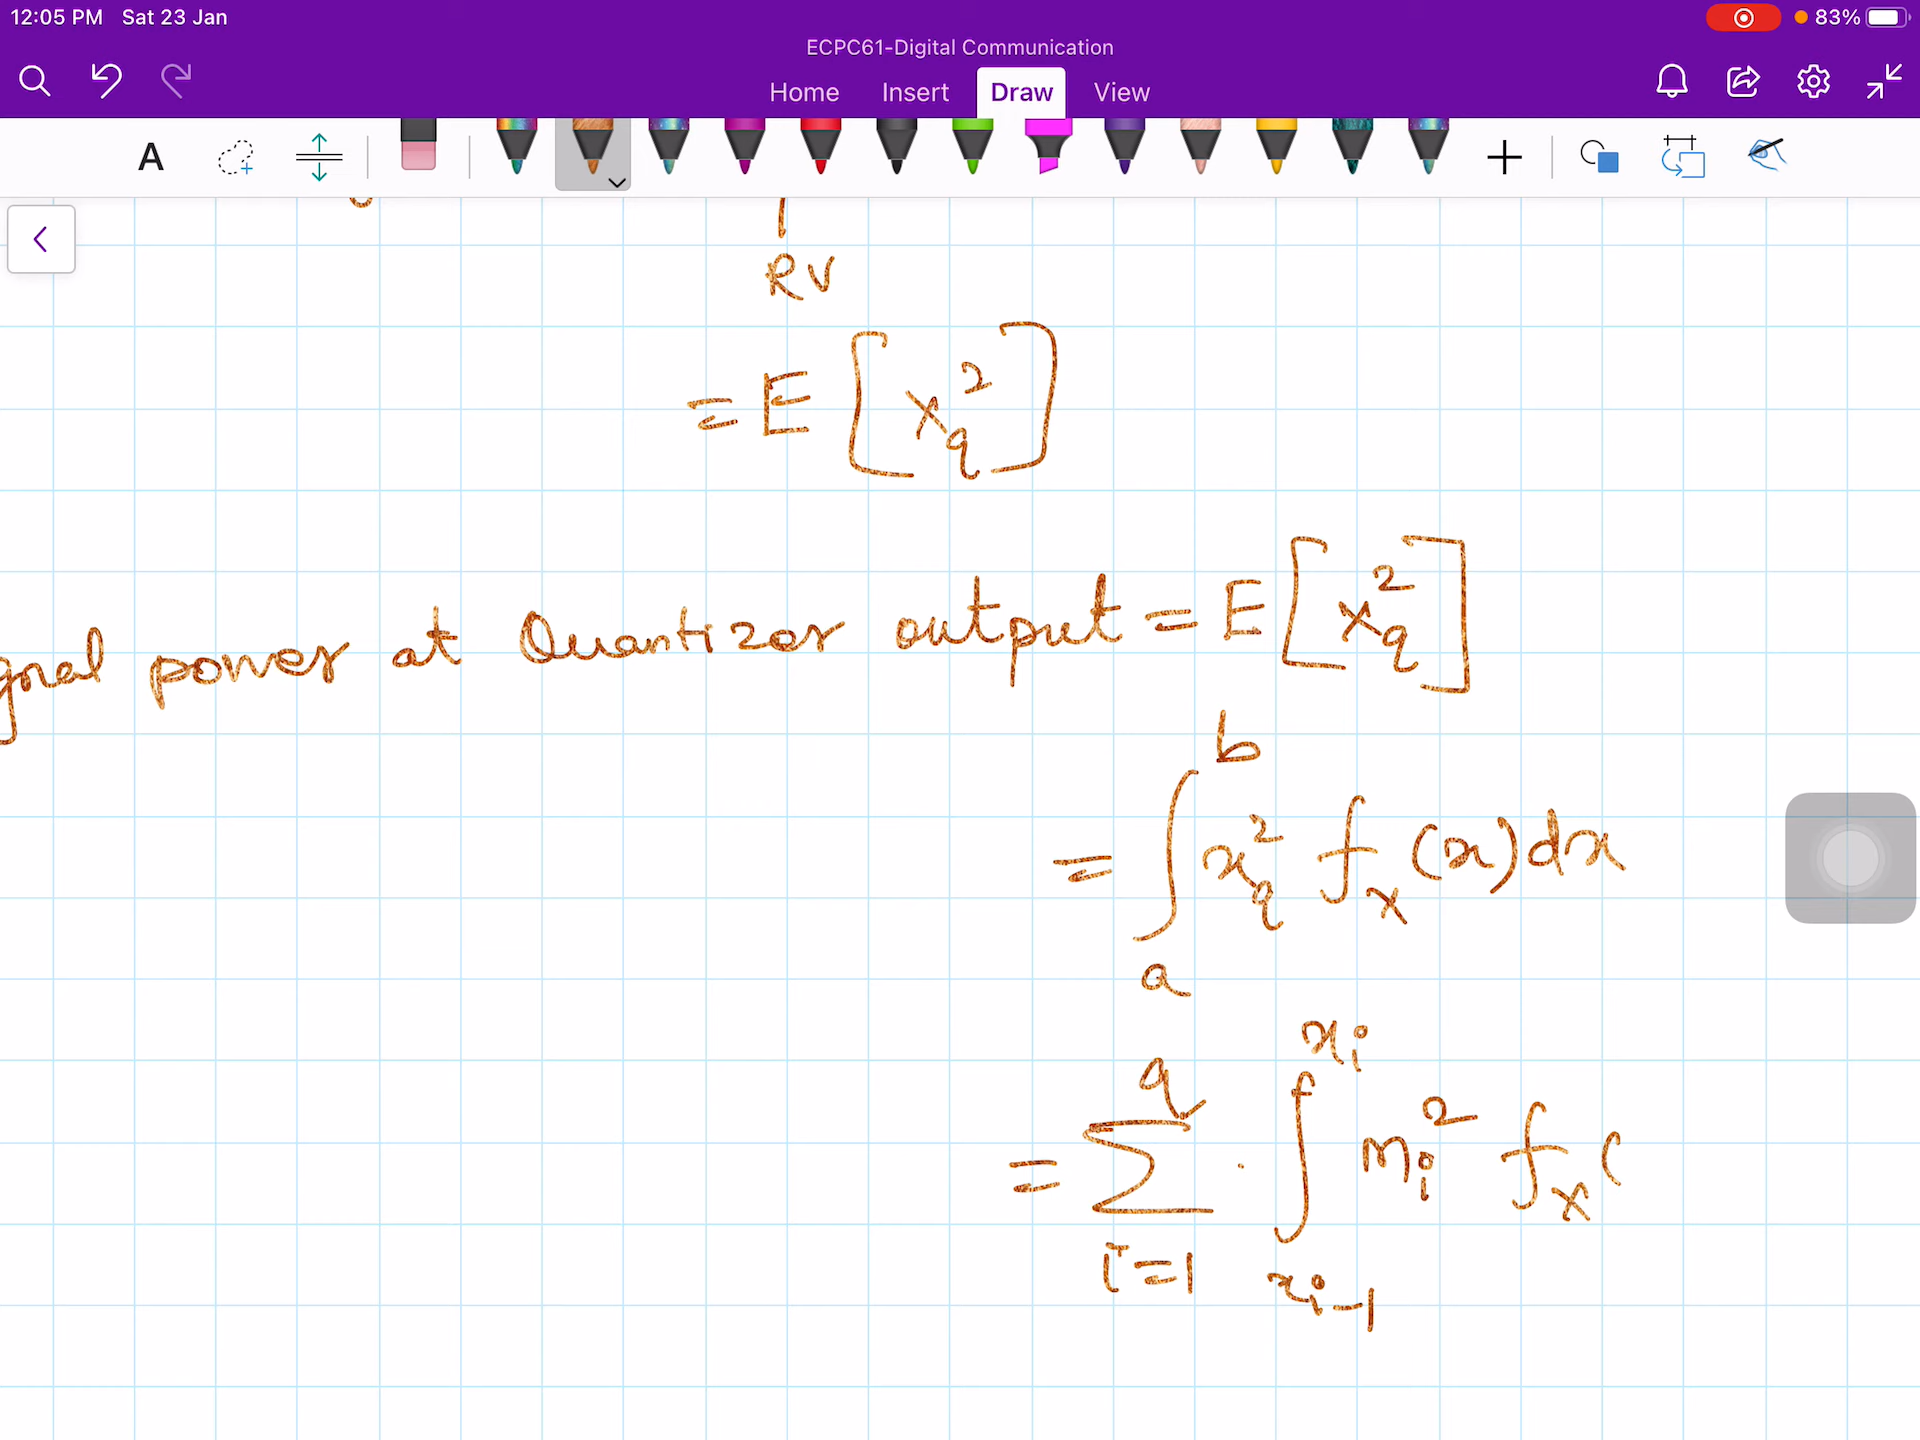 12:05 PM Sat 23 Jan 83%
ECPC61-Digital Communication
Home Insert Draw View
A
RV
= E [x_q^2]
gnal power at Quantizer output = E [x_q^2]
= ∫_a^b x_q^2 f_x (x) dx
= Σ_{i=1}^{q} · ∫_{x_{i-1}}^{x_i} m_i^2 f_x (